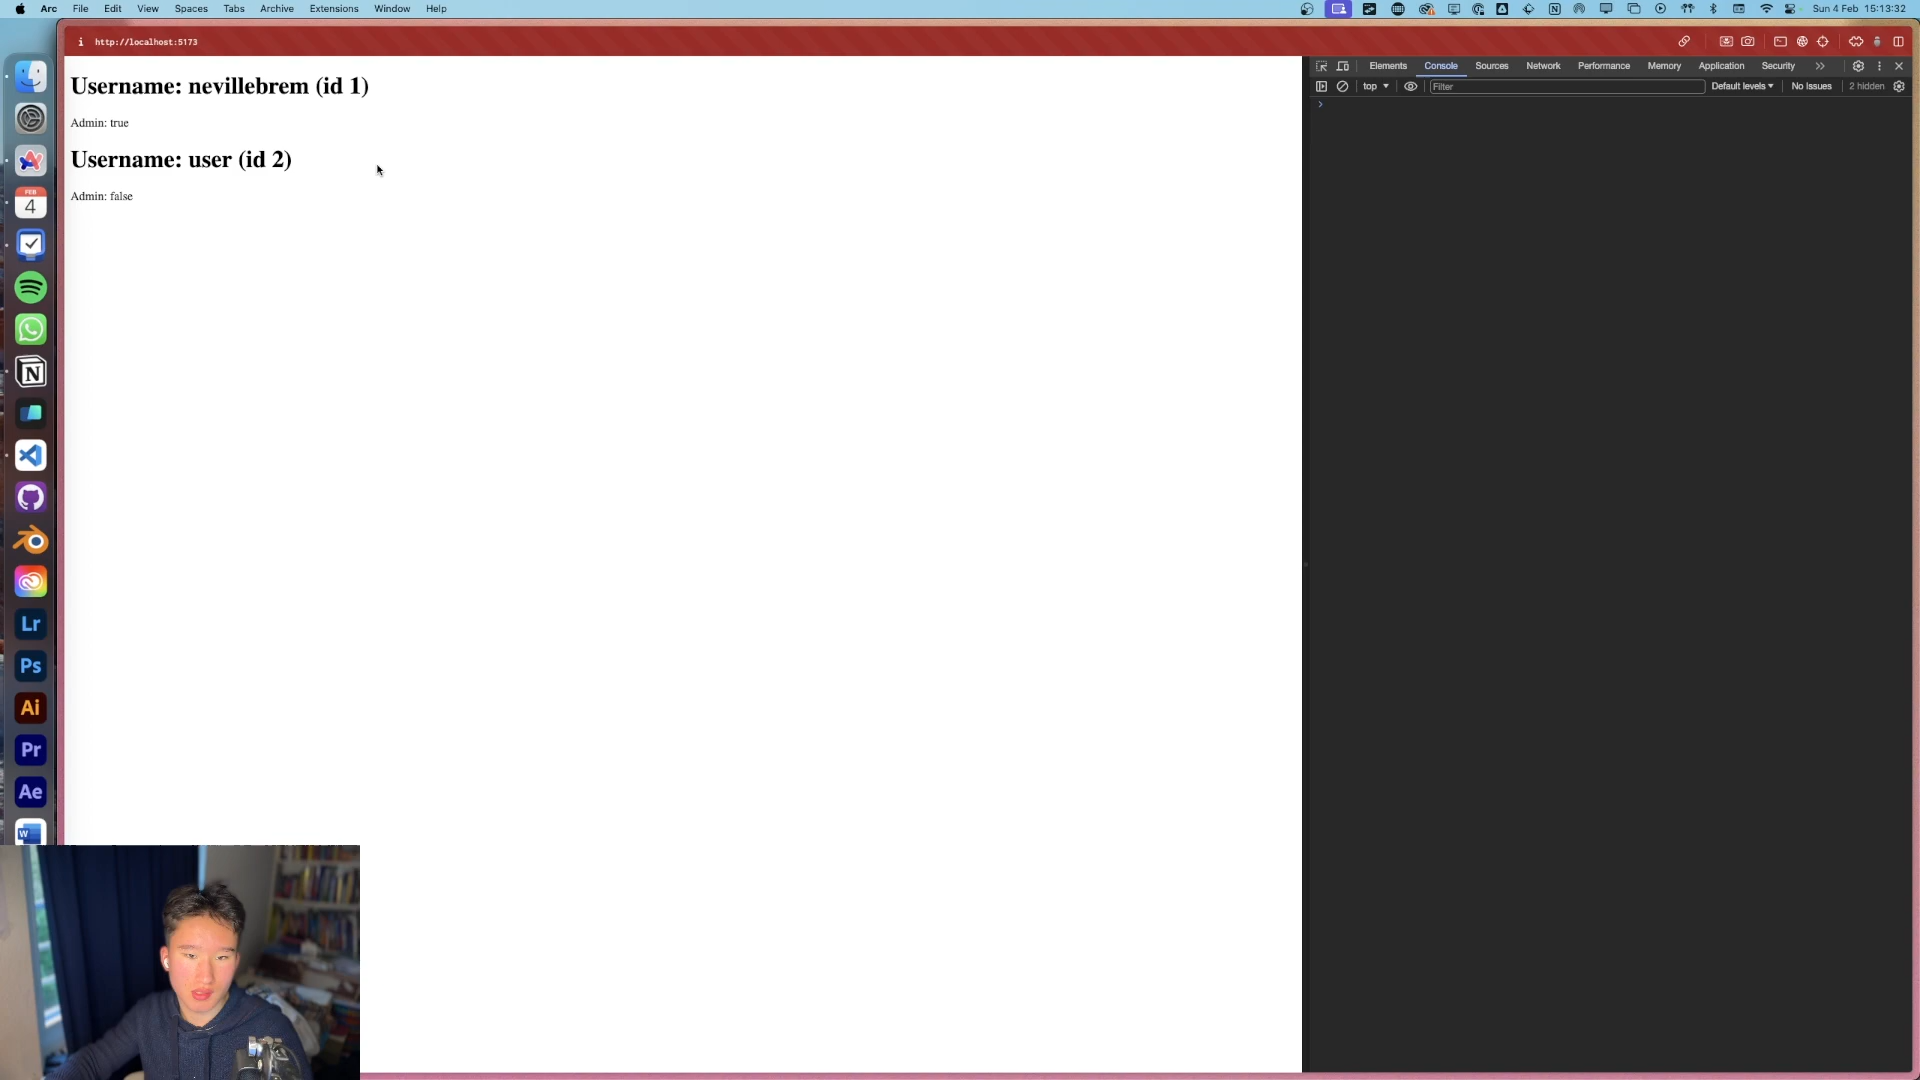 Arc File Edit View Spaces Tabs Archive Extensions Window Help
Sun 4 Feb 15:13:32
i http://localhost:5173
Username: nevillebrem (id 1)
Admin: true
Username: user (id 2)
Admin: false
Elements Console Sources Network Performance Memory Application Security
top Filter Default levels No Issues 2 hidden
FEB
4
N
Lr
Ps
Ai
Pr
Ae
W